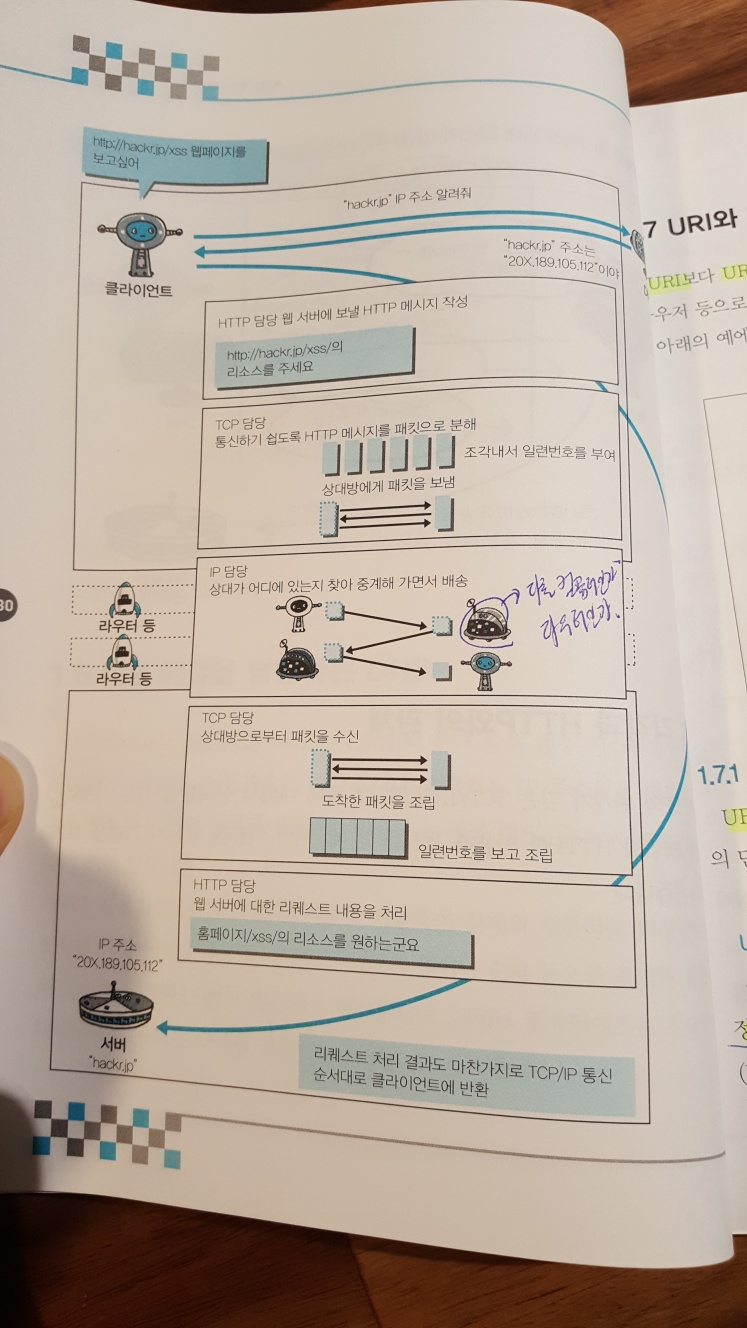 http://hackr.jp/xss 웹페이지를
보고싶어
"hackr.jp" IP 주소 알려줘
"hackr.jp" 주소는
"20X.189.105.112"이야
클라이언트
HTTP 담당 웹 서버에 보낼 HTTP 메시지 작성
http://hackr.jp/xss/의
리소스를 주세요
TCP 담당
통신하기 쉽도록 HTTP 메시지를 패킷으로 분해
조각내서 일련번호를 부여
상대방에게 패킷을 보냄
IP 담당
상대가 어디에 있는지 찾아 중계해 가면서 배송
다른 컴퓨터인가
라우터인가.
라우터 등
라우터 등
30
TCP 담당
상대방으로부터 패킷을 수신
도착한 패킷을 조립
일련번호를 보고 조립
HTTP 담당
웹 서버에 대한 리퀘스트 내용을 처리
홈페이지/xss/의 리소스를 원하는군요
IP 주소
"20X.189.105.112"
서버
"hackr.jp"
리퀘스트 처리 결과도 마찬가지로 TCP/IP 통신
순서대로 클라이언트에 반환
7 URI와
URI보다
우저 등으로
아래의 예에
1.7.1
의